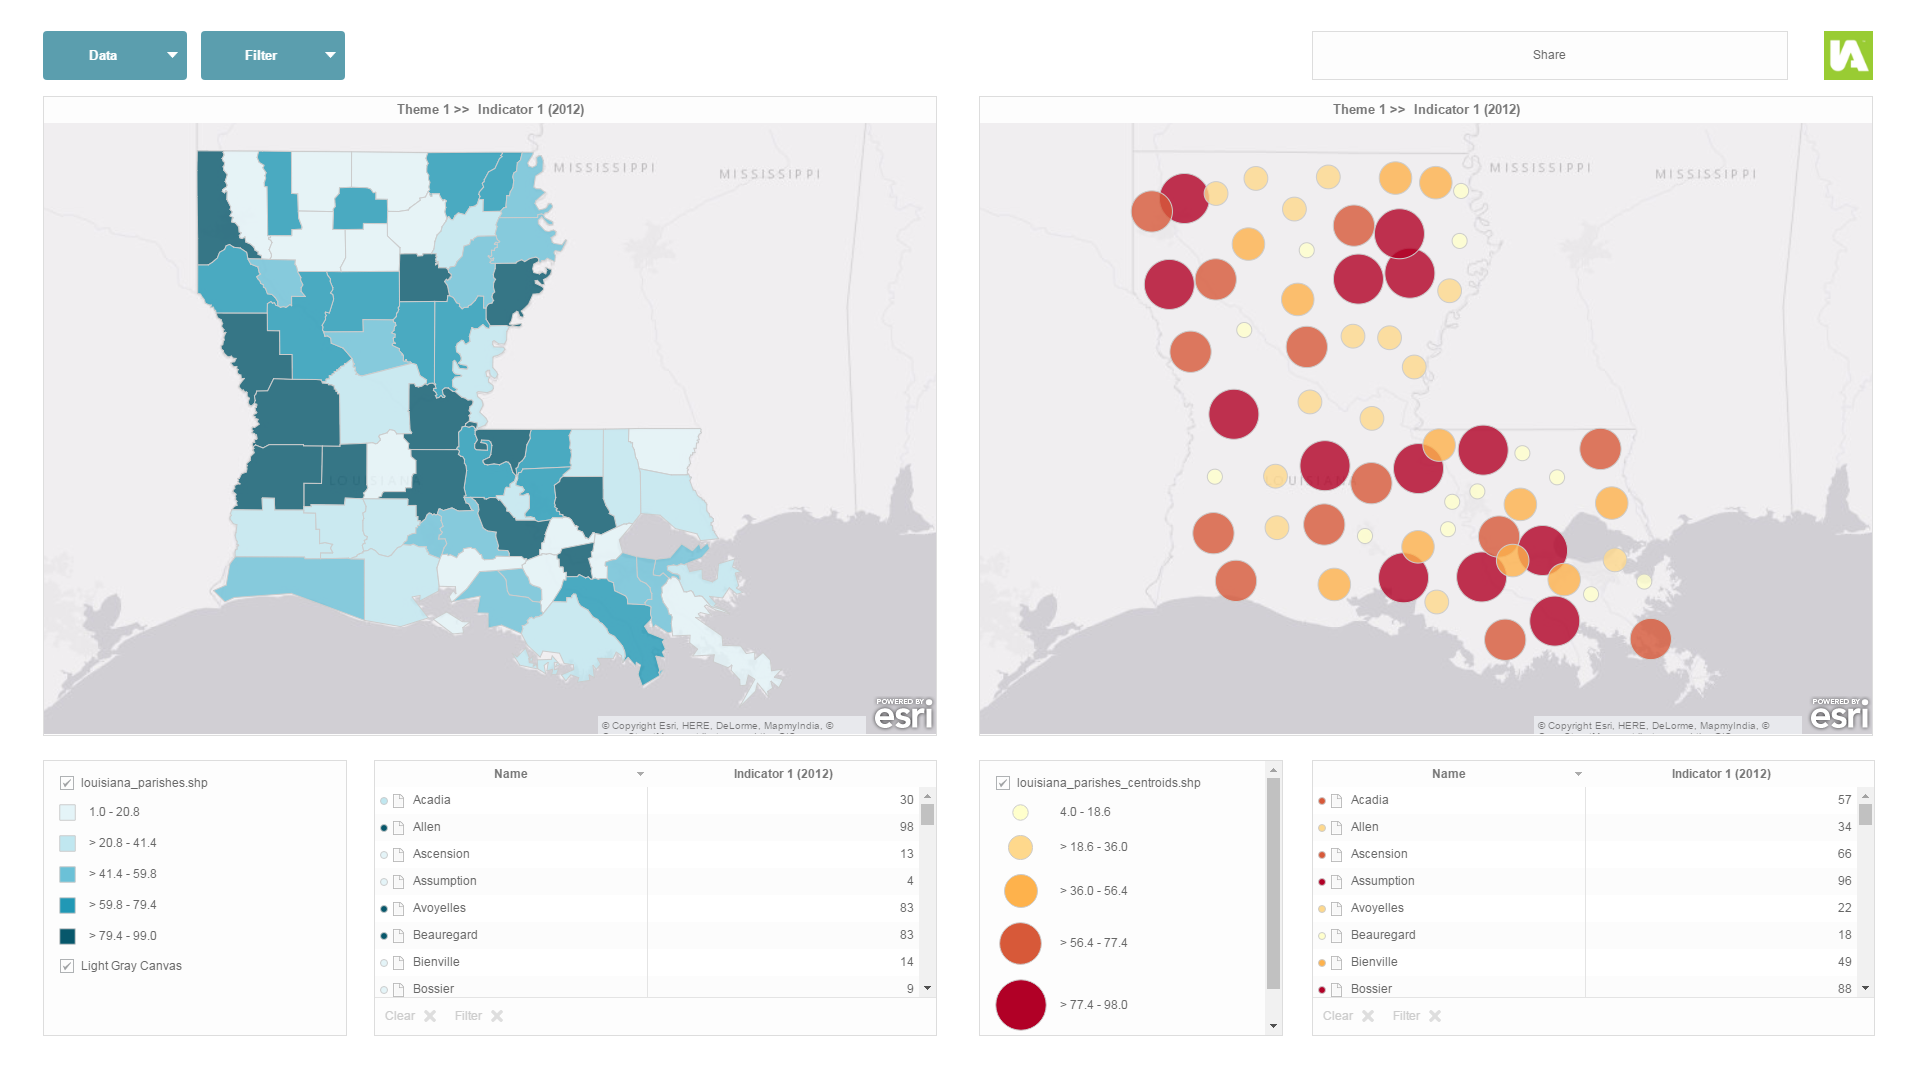 Data
Filter
Share
Theme 1 >> Indicator 1 (2012)
MISSISSIPPI
MISSISSIPPI
LOUISIANA
POWERED BY
esri
© Copyright Esri, HERE, DeLorme, MapmyIndia, ©
Theme 1 >> Indicator 1 (2012)
MISSISSIPPI
MISSISSIPPI
POWERED BY
esri
© Copyright Esri, HERE, DeLorme, MapmyIndia, ©
louisiana_parishes.shp
1.0 - 20.8
> 20.8 - 41.4
> 41.4 - 59.8
> 59.8 - 79.4
> 79.4 - 99.0
Light Gray Canvas
Name Indicator 1 (2012)
Acadia 30
Allen 98
Ascension 13
Assumption 4
Avoyelles 83
Beauregard 83
Bienville 14
Bossier 9
Clear Filter
louisiana_parishes_centroids.shp
4.0 - 18.6
> 18.6 - 36.0
> 36.0 - 56.4
> 56.4 - 77.4
> 77.4 - 98.0
Name Indicator 1 (2012)
Acadia 57
Allen 34
Ascension 66
Assumption 96
Avoyelles 22
Beauregard 18
Bienville 49
Bossier 88
Clear Filter